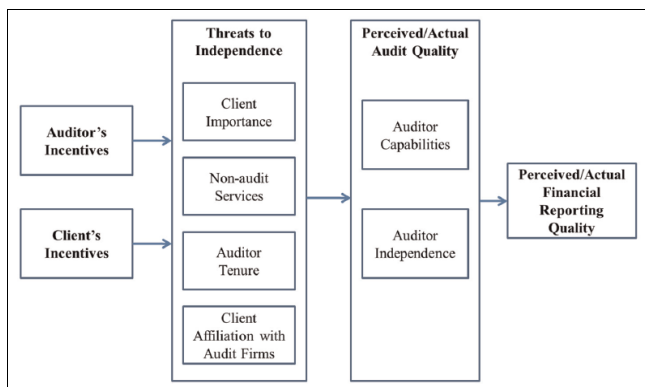 Threats to
Independence
Perceived/Actual
Audit Quality
Auditor's
Incentives
Client's
Incentives
Client
Importance
Non-audit
Services
Auditor
Tenure
Client
Affiliation with
Audit Firms
Auditor
Capabilities
Auditor
Independence
Perceived/Actual
Financial
Reporting
Quality